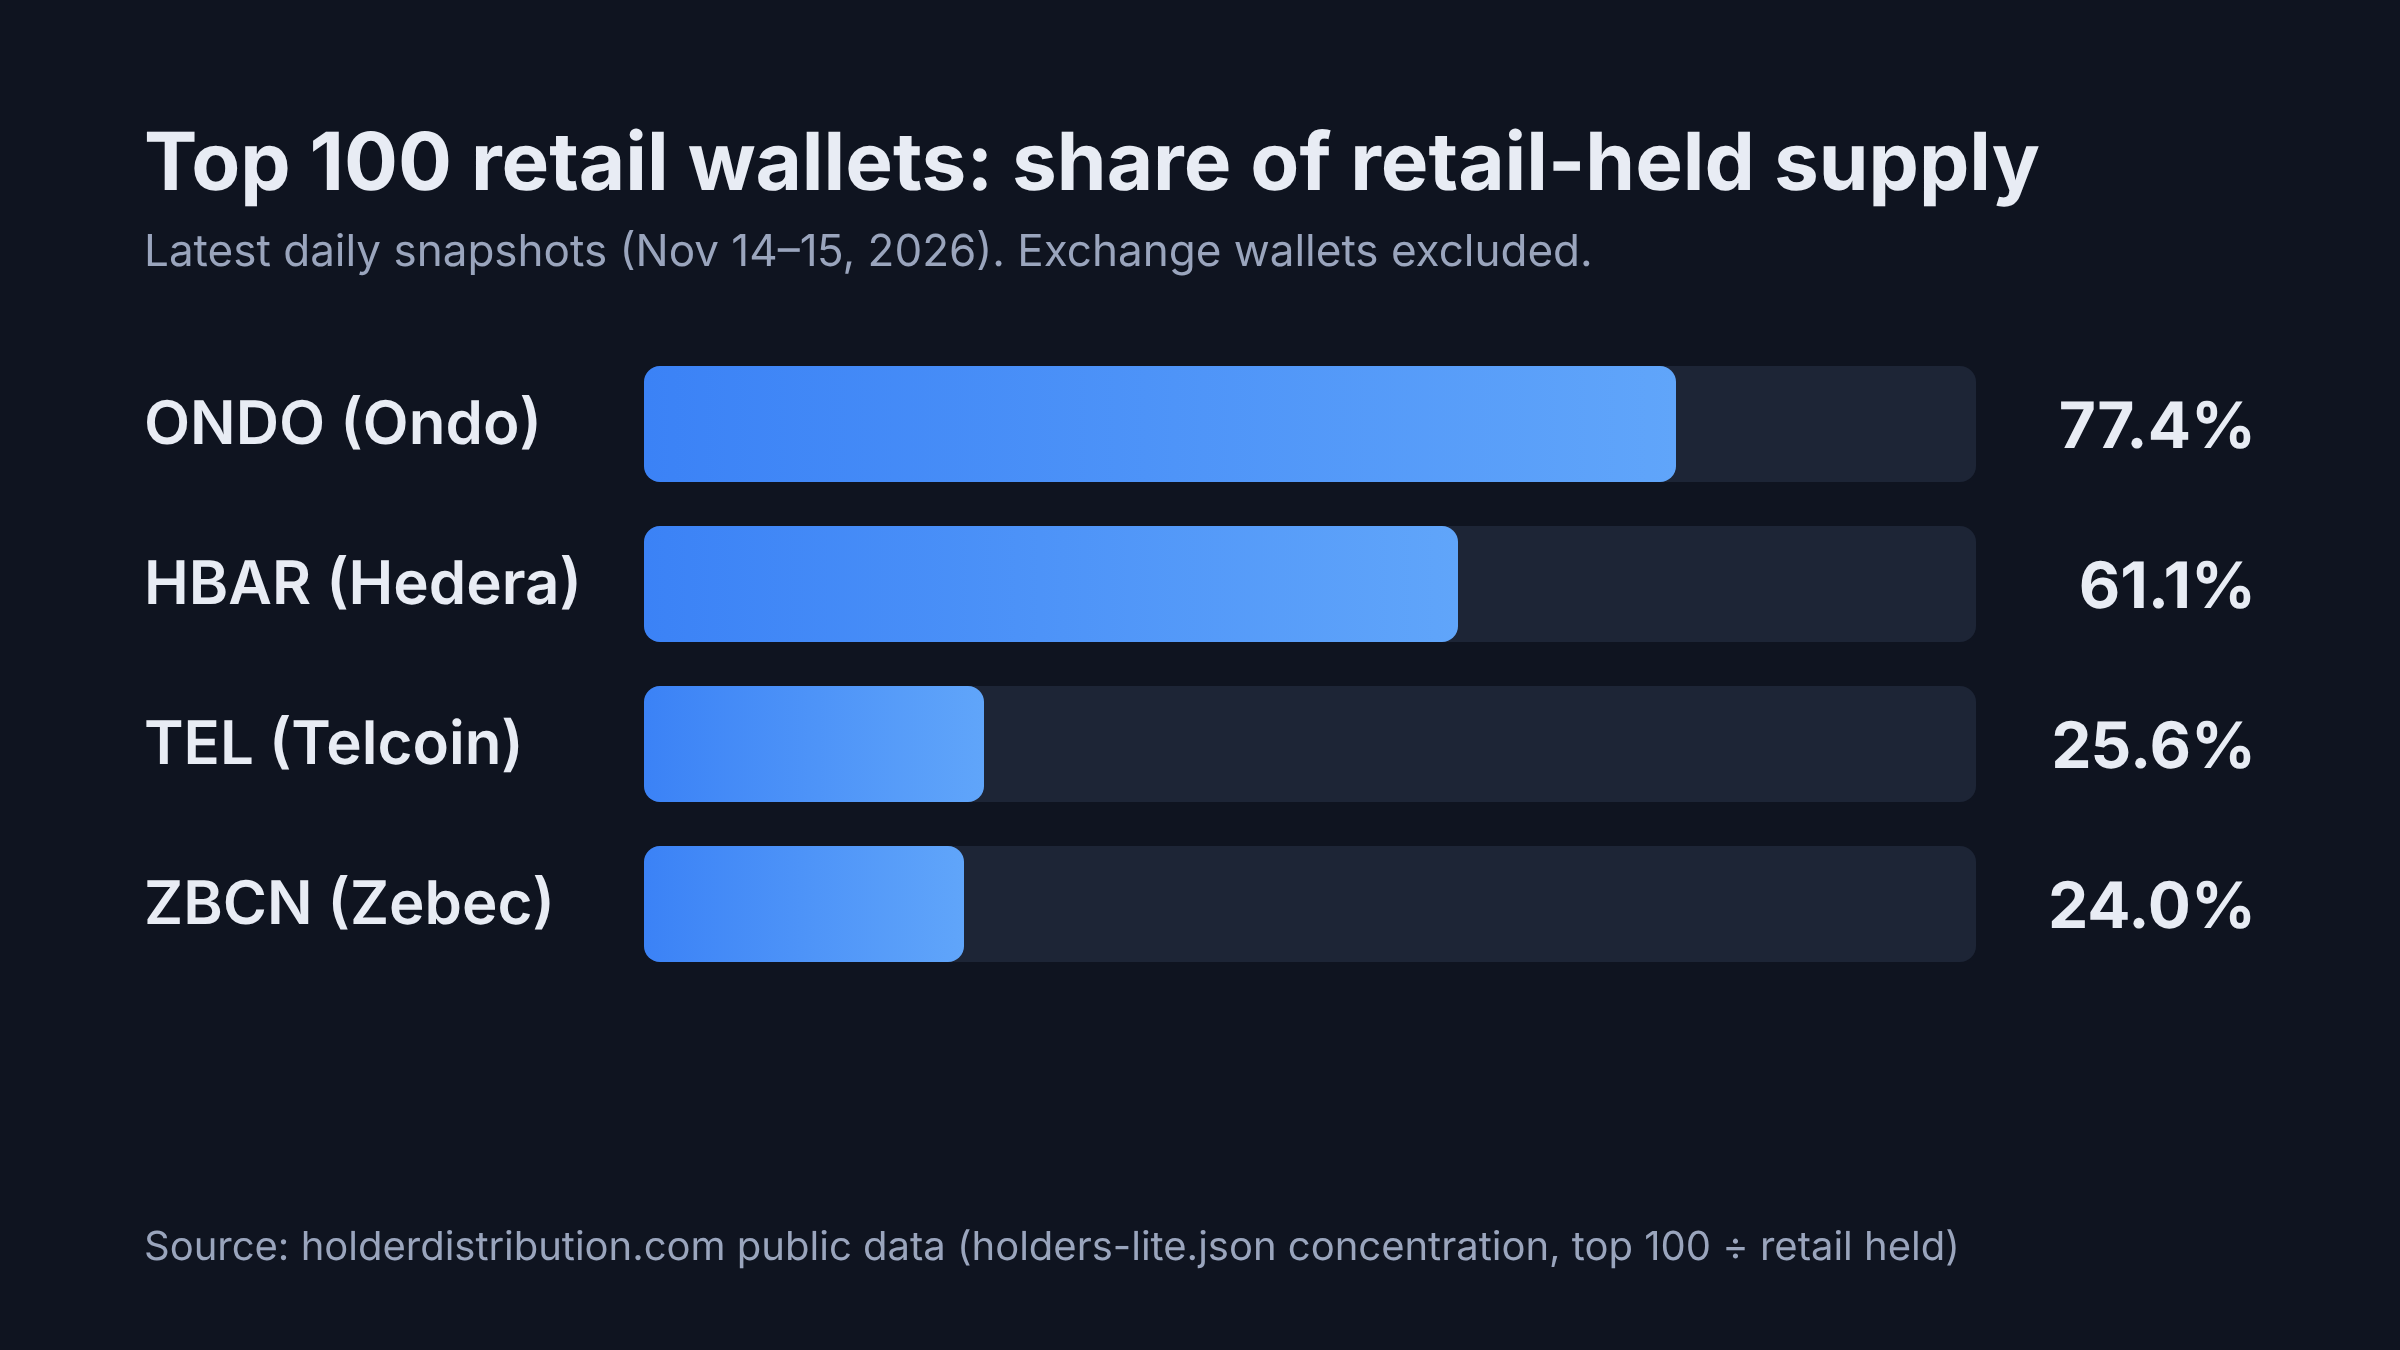 Top 100 retail wallets: share of retail-held supply
Latest daily snapshots (Nov 14–15, 2026). Exchange wallets excluded.
ONDO (Ondo) 77.4%
HBAR (Hedera) 61.1%
TEL (Telcoin) 25.6%
ZBCN (Zebec) 24.0%
Source: holderdistribution.com public data (holders-lite.json concentration, top 100 ÷ retail held)